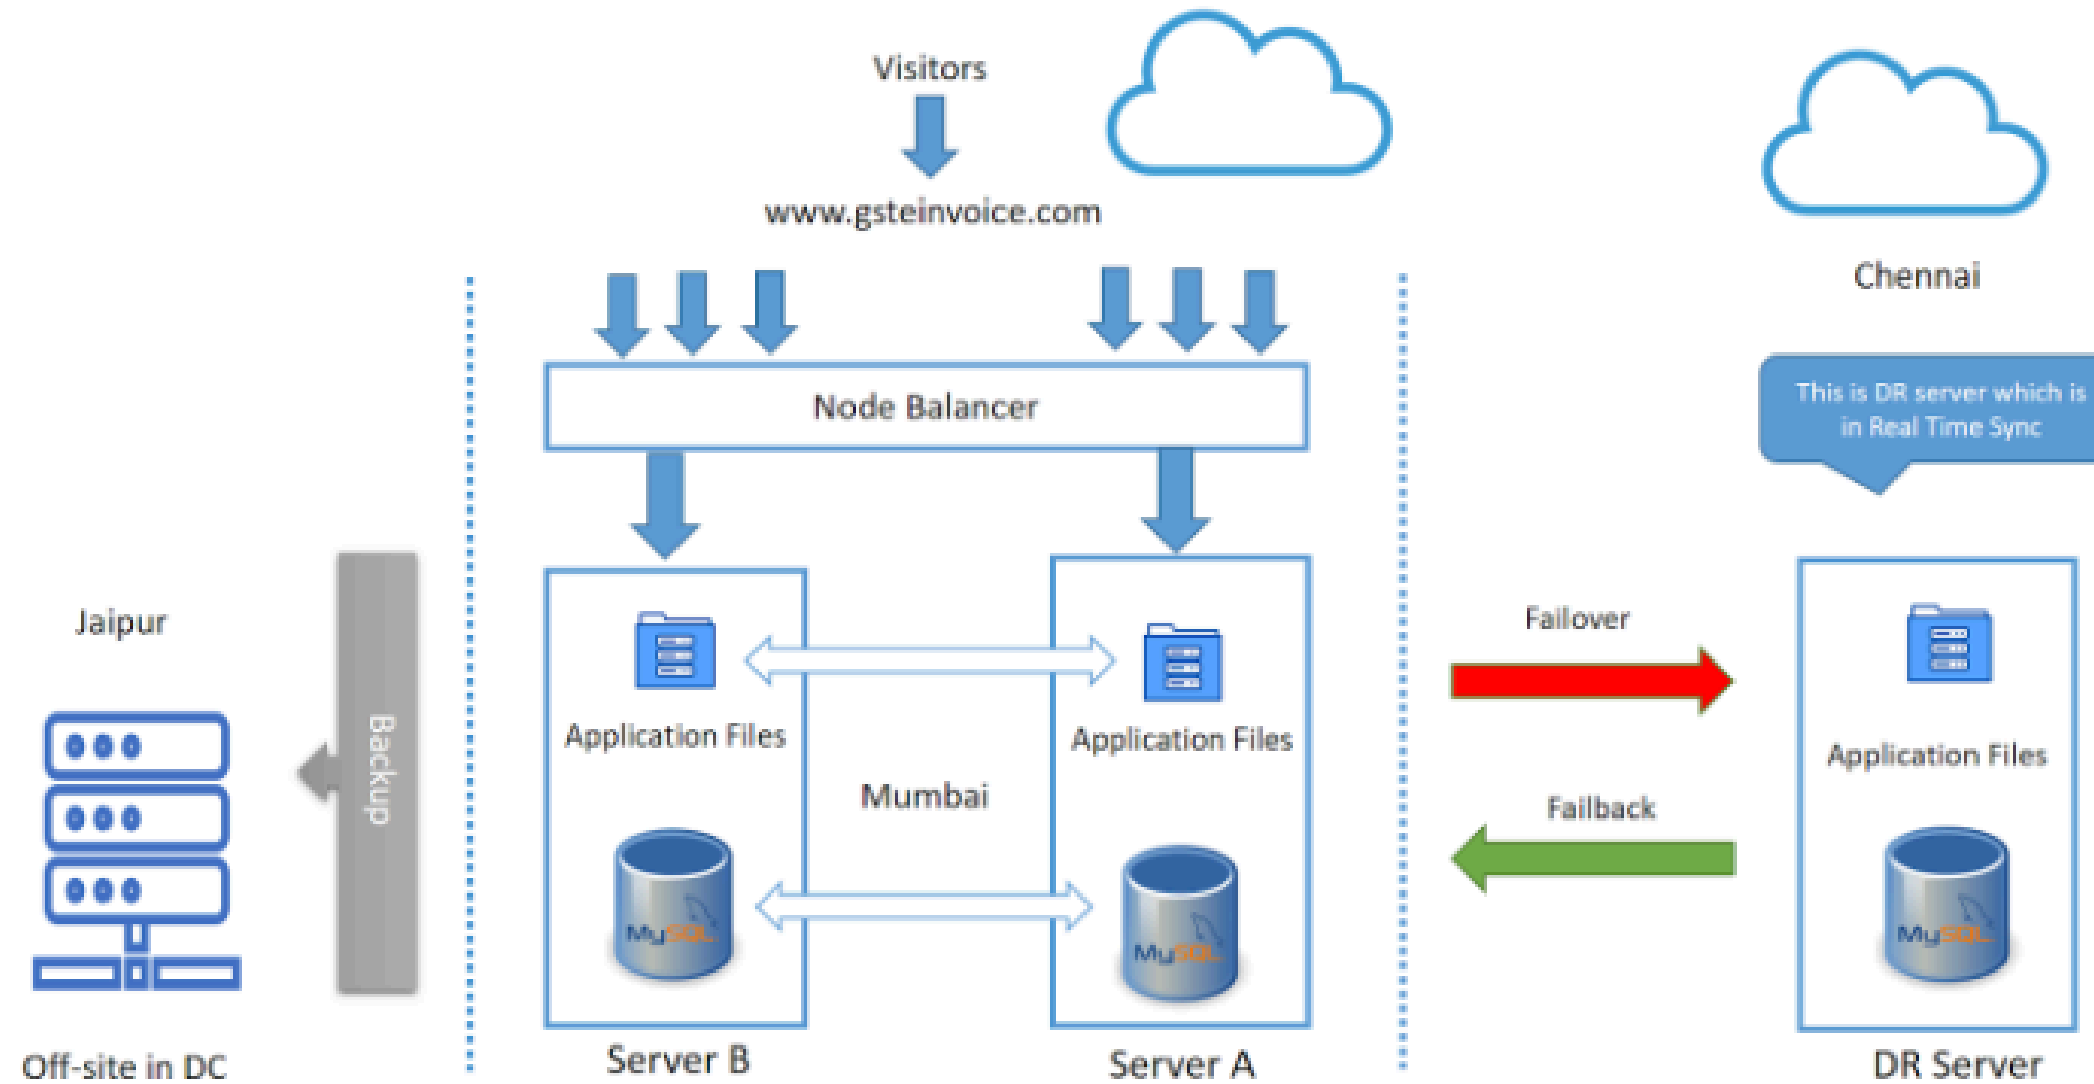 Visitors
www.gsteinvoice.com
Chennai
Node Balancer
This is DR server which is
in Real Time Sync
Jaipur
Backup
Application Files
Application Files
Mumbai
Failover
Failback
Application Files
MySQL
MySQL
MySQL
Off-site in DC
Server B
Server A
DR Server